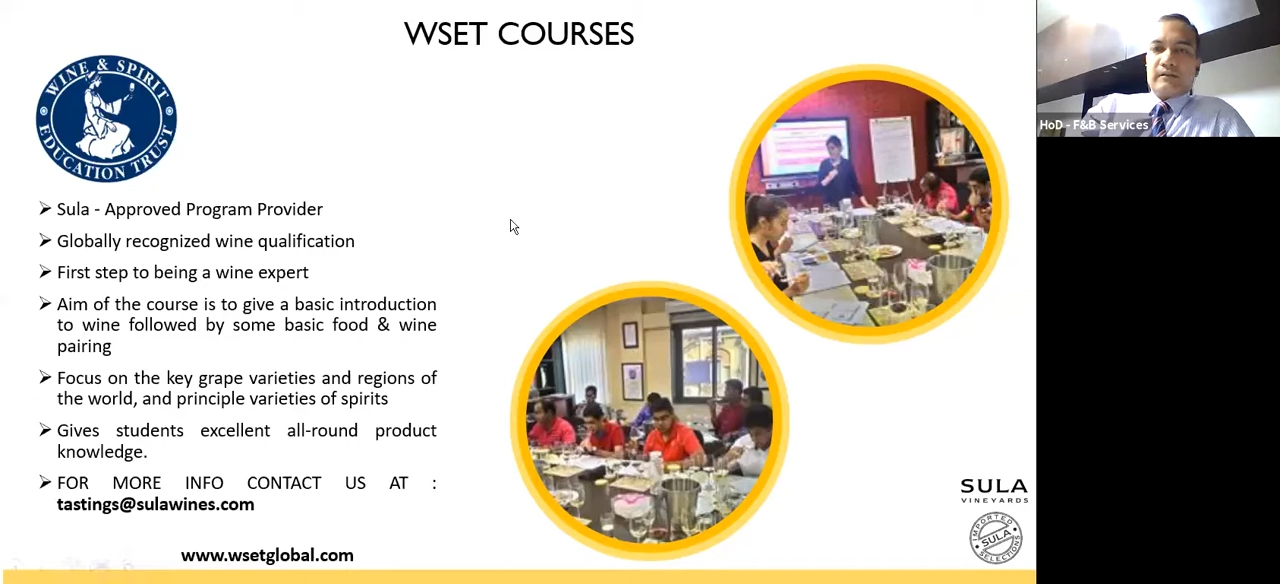 WSET COURSES
WINE & SPIRIT
EDUCATION TRUST
➢ Sula - Approved Program Provider
➢ Globally recognized wine qualification
➢ First step to being a wine expert
➢ Aim of the course is to give a basic introduction
to wine followed by some basic food & wine
pairing
➢ Focus on the key grape varieties and regions of
the world, and principle varieties of spirits
➢ Gives students excellent all-round product
knowledge.
➢ FOR MORE INFO CONTACT US AT :
tastings@sulawines.com
www.wsetglobal.com
HoD - F&B Services
SULA
VINEYARDS
IMPORTED
SULA
SELECTIONS